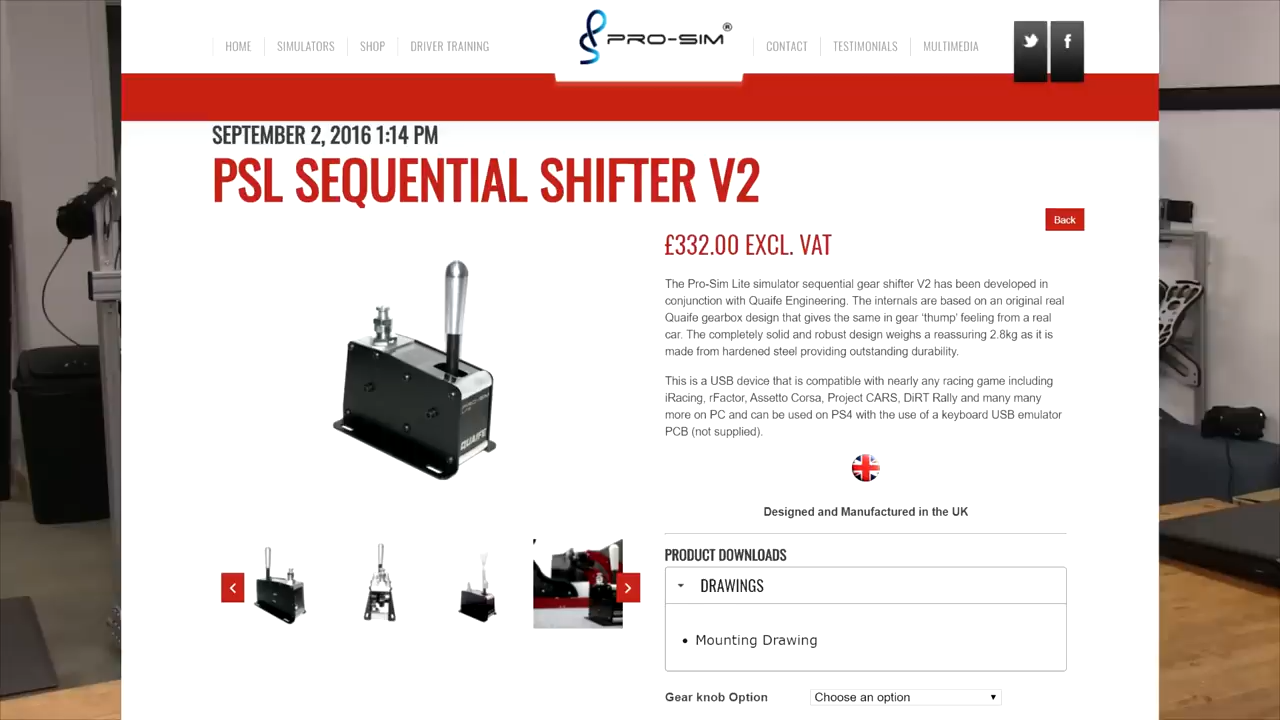 HOME
SIMULATORS
SHOP
DRIVER TRAINING
PRO-SIM®
CONTACT
TESTIMONIALS
MULTIMEDIA
SEPTEMBER 2, 2016 1:14 PM
PSL SEQUENTIAL SHIFTER V2
Back
£332.00 EXCL. VAT
The Pro-Sim Lite simulator sequential gear shifter V2 has been developed in
conjunction with Quaife Engineering. The internals are based on an original real
Quaife gearbox design that gives the same in gear ‘thump’ feeling from a real
car. The completely solid and robust design weighs a reassuring 2.8kg as it is
made from hardened steel providing outstanding durability.
This is a USB device that is compatible with nearly any racing game including
iRacing, rFactor, Assetto Corsa, Project CARS, DiRT Rally and many many
more on PC and can be used on PS4 with the use of a keyboard USB emulator
PCB (not supplied).
PRO-SIM
QUAIFE
Designed and Manufactured in the UK
PRODUCT DOWNLOADS
DRAWINGS
Mounting Drawing
Gear knob Option
Choose an option